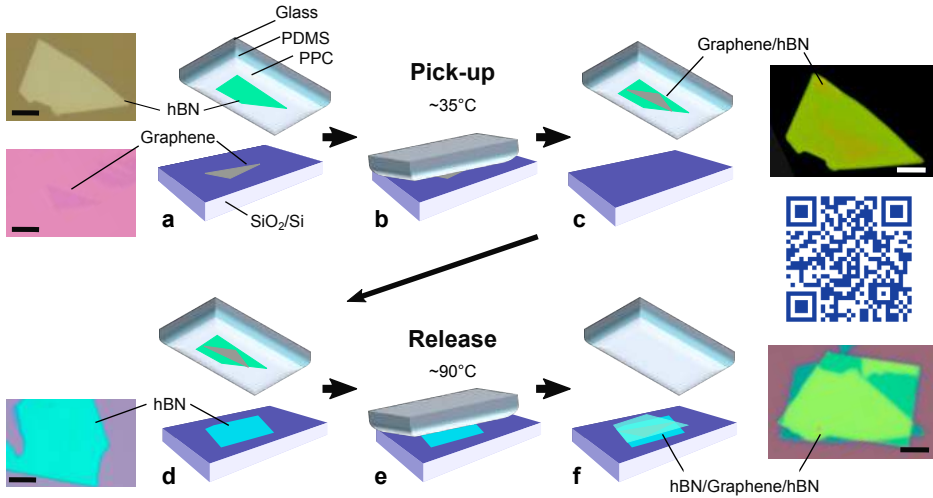 Glass
PDMS
PPC
hBN
Graphene
SiO₂/Si
a
Pick-up
~35°C
b
Graphene/hBN
c
hBN
d
Release
~90°C
e
hBN/Graphene/hBN
f